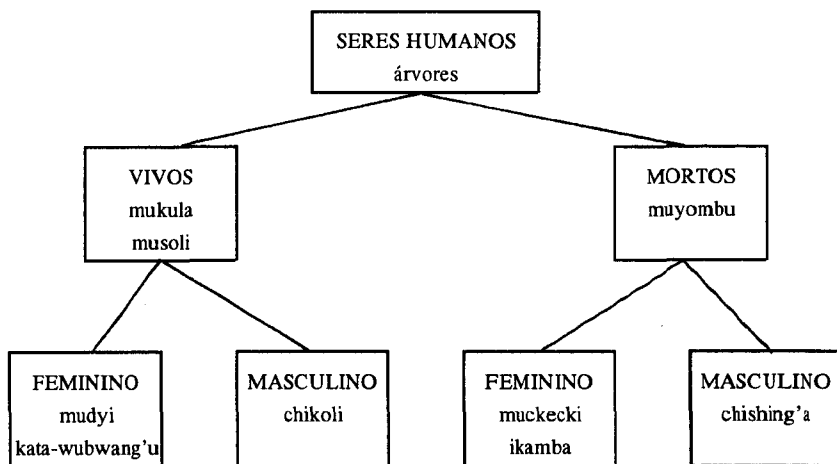 SERES HUMANOS
árvores
VIVOS
mukula
musoli
MORTOS
muyombu
FEMININO
mudyi
kata-wubwang'u
MASCULINO
chikoli
FEMININO
muckecki
ikamba
MASCULINO
chishing'a